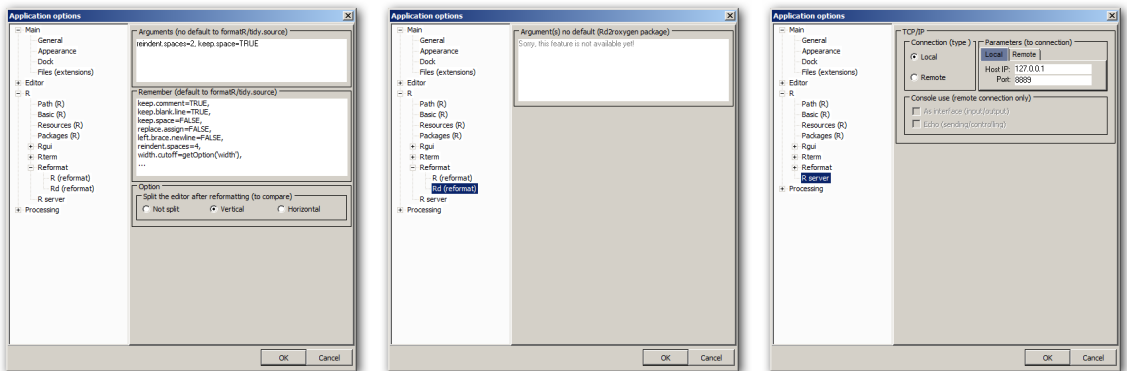 Application options
Main
General
Appearance
Dock
Files (extensions)
Editor
R
Path (R)
Basic (R)
Resources (R)
Packages (R)
Rgui
Rterm
Reformat
R (reformat)
Rd (reformat)
R server
Processing
Arguments (no default to formatR/tidy.source)
reindent.spaces=2, keep.space=TRUE
Remember (default to formatR/tidy.source)
keep.comment=TRUE,
keep.blank.line=TRUE,
keep.space=FALSE,
replace.assign=FALSE,
left.brace.newline=FALSE,
reindent.spaces=4,
width.cutoff=getOption('width'),
...
Option
Split the editor after reformatting (to compare)
Not split Vertical Horizontal
OK Cancel
Application options
Main
General
Appearance
Dock
Files (extensions)
Editor
R
Path (R)
Basic (R)
Resources (R)
Packages (R)
Rgui
Rterm
Reformat
R (reformat)
Rd (reformat)
R server
Processing
Argument(s) no default (Rd2roxygen package)
Sorry, this feature is not available yet!
OK Cancel
Application options
Main
General
Appearance
Dock
Files (extensions)
Editor
R
Path (R)
Basic (R)
Resources (R)
Packages (R)
Rgui
Rterm
Reformat
R server
Processing
TCP/IP
Connection (type )
Local
Remote
Parameters (to connection)
Local Remote
Host IP: 127.0.0.1
Port: 8889
Console use (remote connection only)
As interface (input/output)
Echo (sending/controlling)
OK Cancel